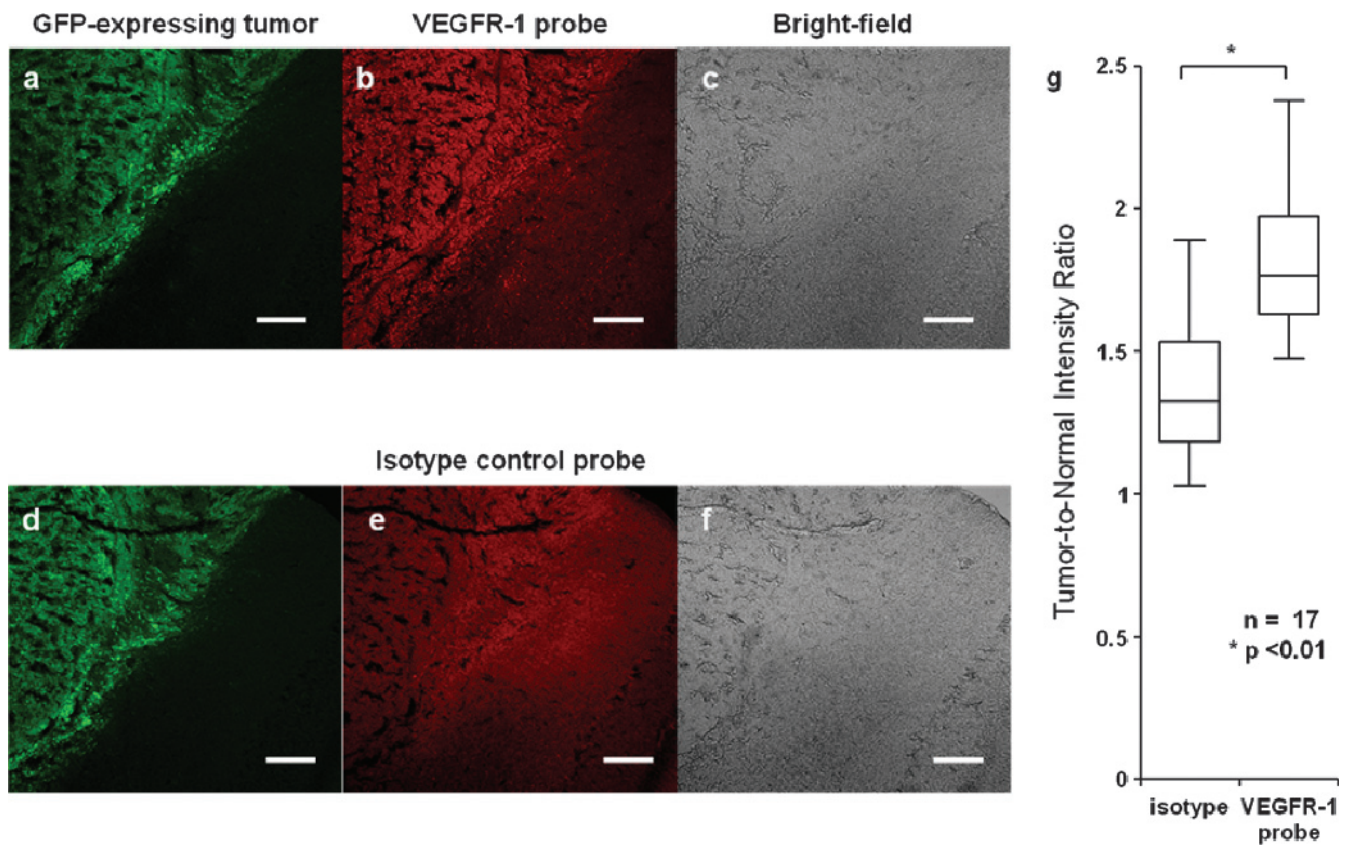 GFP-expressing tumor
VEGFR-1 probe
Bright-field
a
b
c
Isotype control probe
d
e
f
g
*
2.5
2
1.5
1
0.5
0
Tumor-to-Normal Intensity Ratio
n = 17
* p <0.01
isotype
VEGFR-1
probe